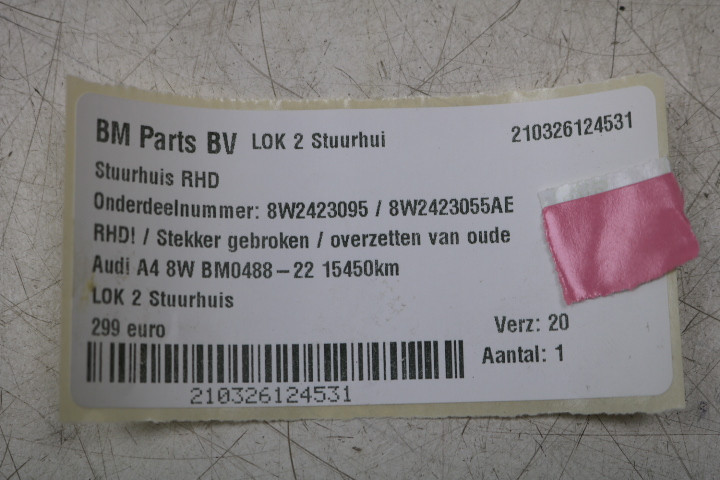 BM Parts BV LOK 2 Stuurhui 210326124531
Stuurhuis RHD
Onderdeelnummer: 8W2423095 / 8W2423055AE
RHD! / Stekker gebroken / overzetten van oude
Audi A4 8W BM0488-22 15450km
LOK 2 Stuurhuis
299 euro Verz: 20
Aantal: 1
210326124531